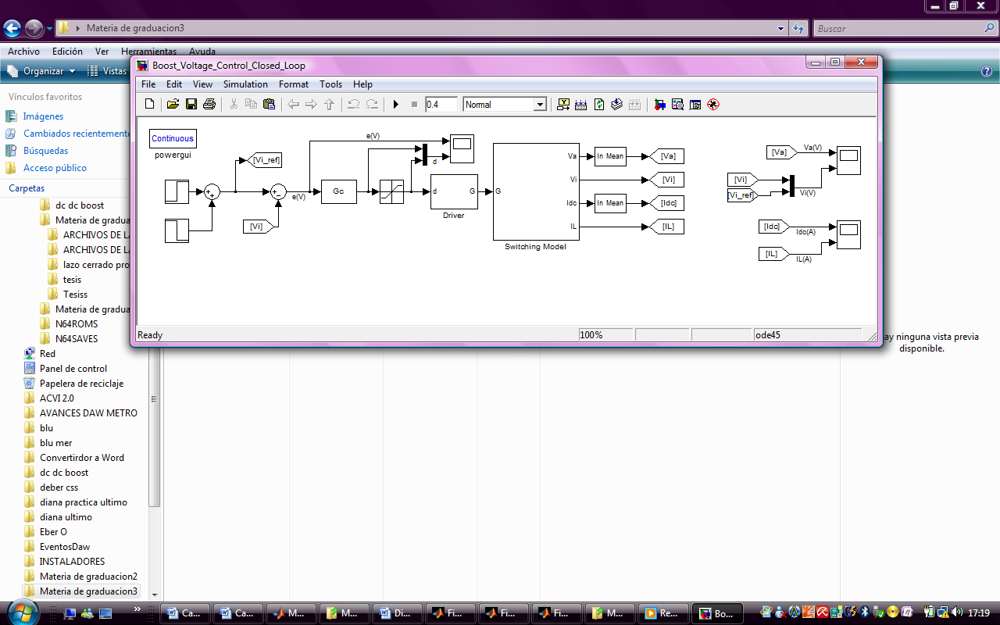 Materia de graduacion3
Buscar
Archivo Edición Ver Herramientas Ayuda
Organizar Vistas
Vínculos favoritos
Imágenes
Cambiados recientemente
Búsquedas
Acceso público
Carpetas
dc dc boost
Materia de gradua
ARCHIVOS DE LA
ARCHIVOS DE LA
lazo cerrado pro
tesis
Tesiss
Materia de gradua
N64ROMS
N64SAVES
Red
Panel de control
Papelera de reciclaje
ACVI 2.0
AVANCES DAW METRO
blu
blu mer
Convertirdor a Word
dc dc boost
deber css
diana practica ultimo
diana ultimo
Eber O
EventosDaw
INSTALADORES
Materia de graduacion2
Materia de graduacion3
Boost_Voltage_Control_Closed_Loop
File Edit View Simulation Format Tools Help
0.4 Normal
Continuous
powergui
[Vi_ref]
[Vi]
e(V)
e(V)
Gc
d
d G
Driver
G
Va
Vi
Idc
IL
Switching Model
In Mean
In Mean
[Va]
[Vi]
[Idc]
[IL]
[Va]
Va(V)
[Vi]
[Vi_ref]
Vi(V)
[Idc]
Idc(A)
[IL]
IL(A)
Ready 100% ode45
ay ninguna vista previa
disponible.
Ca... Ca... M... M... Di... Fi... Fi... Fi... M... Re... Bo... 17:19